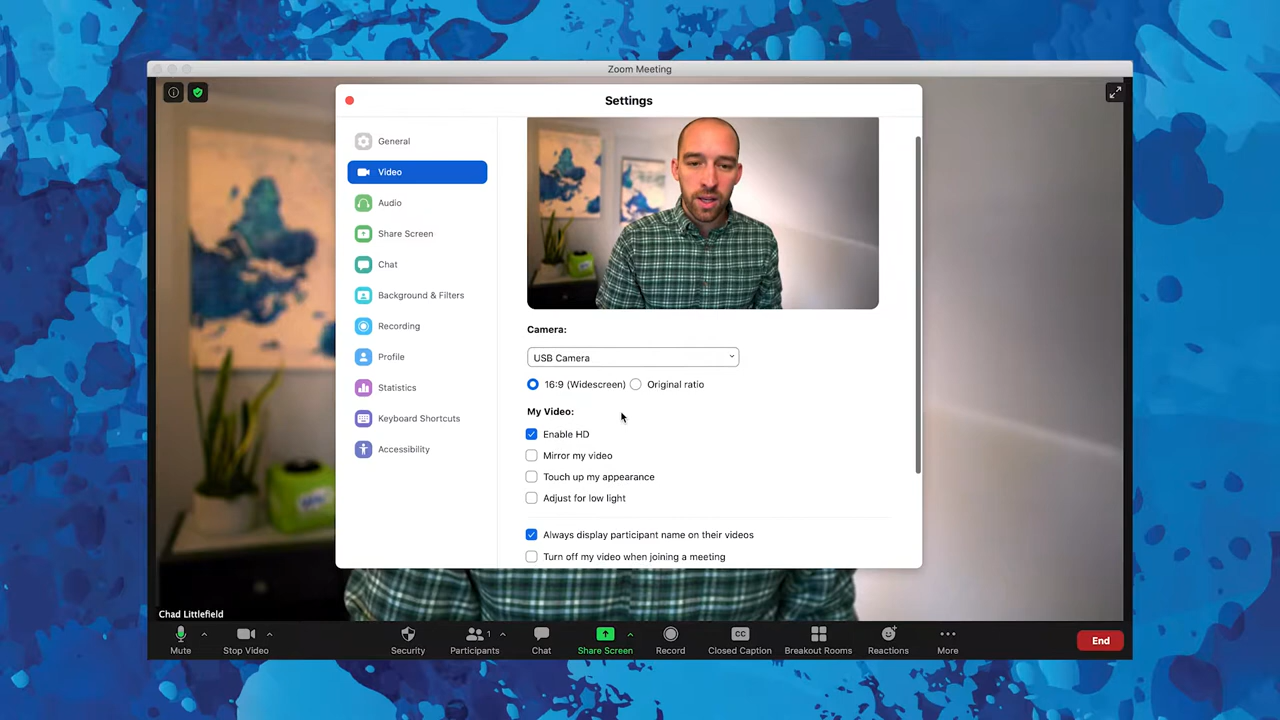 Zoom Meeting
Settings
General
Video
Audio
Share Screen
Chat
Background & Filters
Recording
Profile
Statistics
Keyboard Shortcuts
Accessibility
Camera:
USB Camera
16:9 (Widescreen) Original ratio
My Video:
Enable HD
Mirror my video
Touch up my appearance
Adjust for low light
Always display participant name on their videos
Turn off my video when joining a meeting
Chad Littlefield
Mute
Stop Video
Security
1
Participants
Chat
Share Screen
Record
CC
Closed Caption
Breakout Rooms
Reactions
More
End